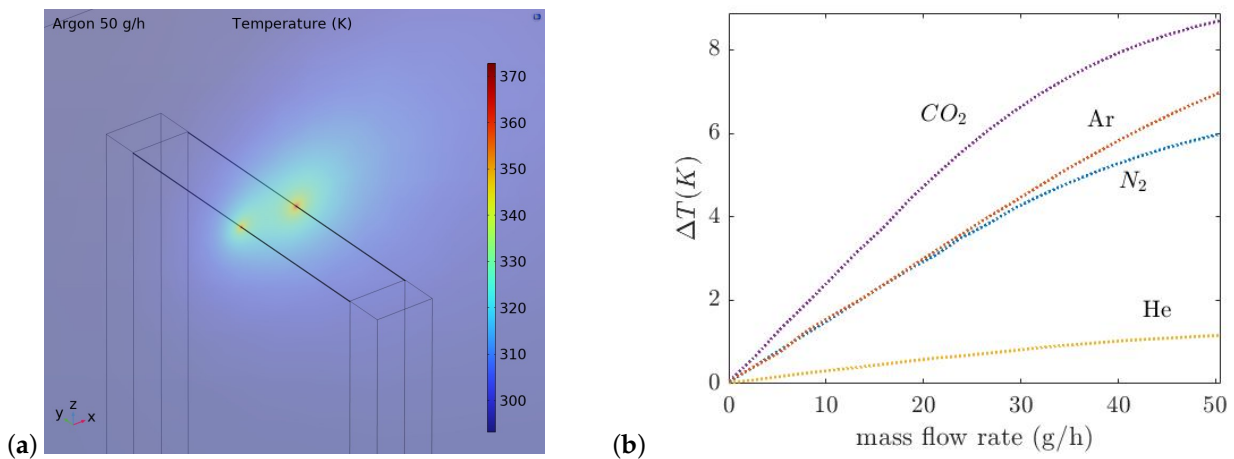 Argon 50 g/h Temperature (K)
370
360
350
340
330
320
310
300
y z x
(a)
8
6
4
2
0
ΔT(K)
CO₂
Ar
N₂
He
0 10 20 30 40 50
mass flow rate (g/h)
(b)